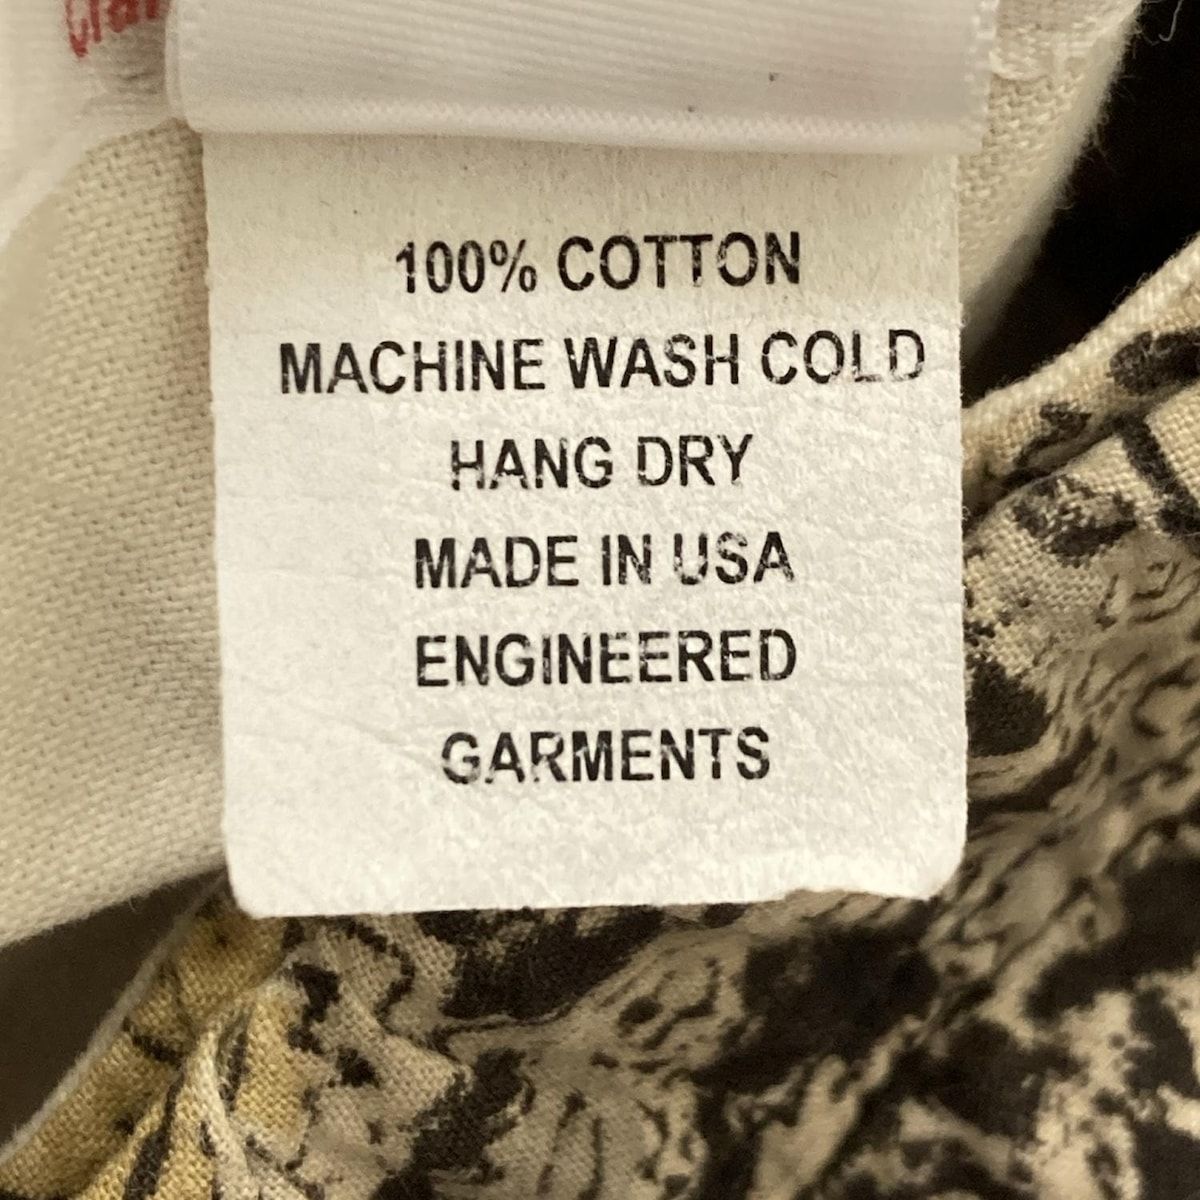 100% COTTON
MACHINE WASH COLD
HANG DRY
MADE IN USA
ENGINEERED
GARMENTS